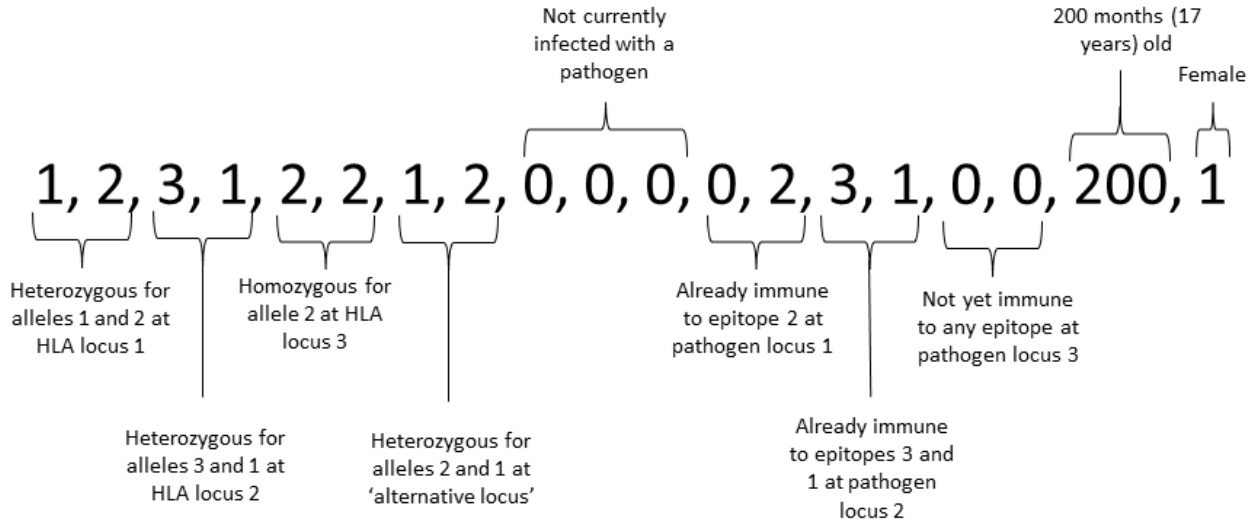 Not currently
infected with a
pathogen
200 months (17
years) old
Female
1, 2, 3, 1, 2, 2, 1, 2, 0, 0, 0, 0, 2, 3, 1, 0, 0, 200, 1
Heterozygous for
alleles 1 and 2 at
HLA locus 1
Homozygous for
allele 2 at HLA
locus 3
Already immune
to epitope 2 at
pathogen locus 1
Not yet immune
to any epitope at
pathogen locus 3
Heterozygous for
alleles 3 and 1 at
HLA locus 2
Heterozygous for
alleles 2 and 1 at
‘alternative locus’
Already immune
to epitopes 3 and
1 at pathogen
locus 2